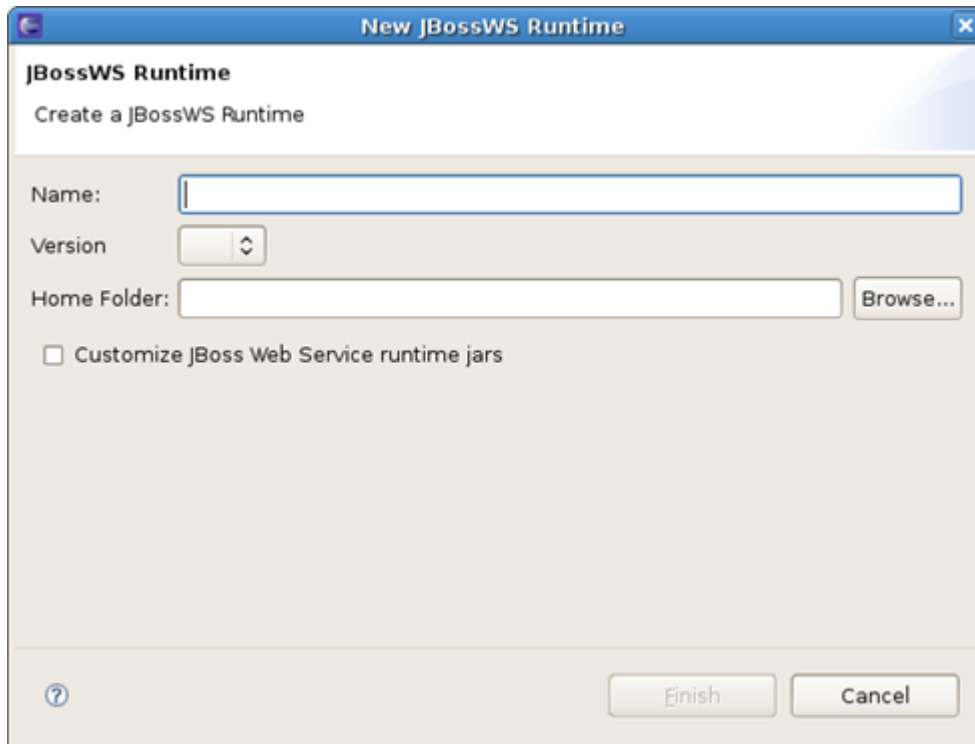 New JBossWS Runtime
JBossWS Runtime
Create a JBossWS Runtime
Name:
Version
Home Folder:
Browse...
Customize JBoss Web Service runtime jars
?
Finish
Cancel